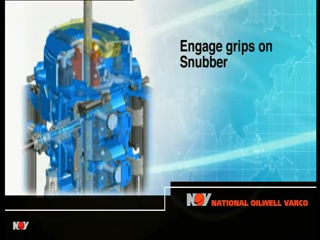 Engage grips on
Snubber
NOV NATIONAL OILWELL VARCO
NOV